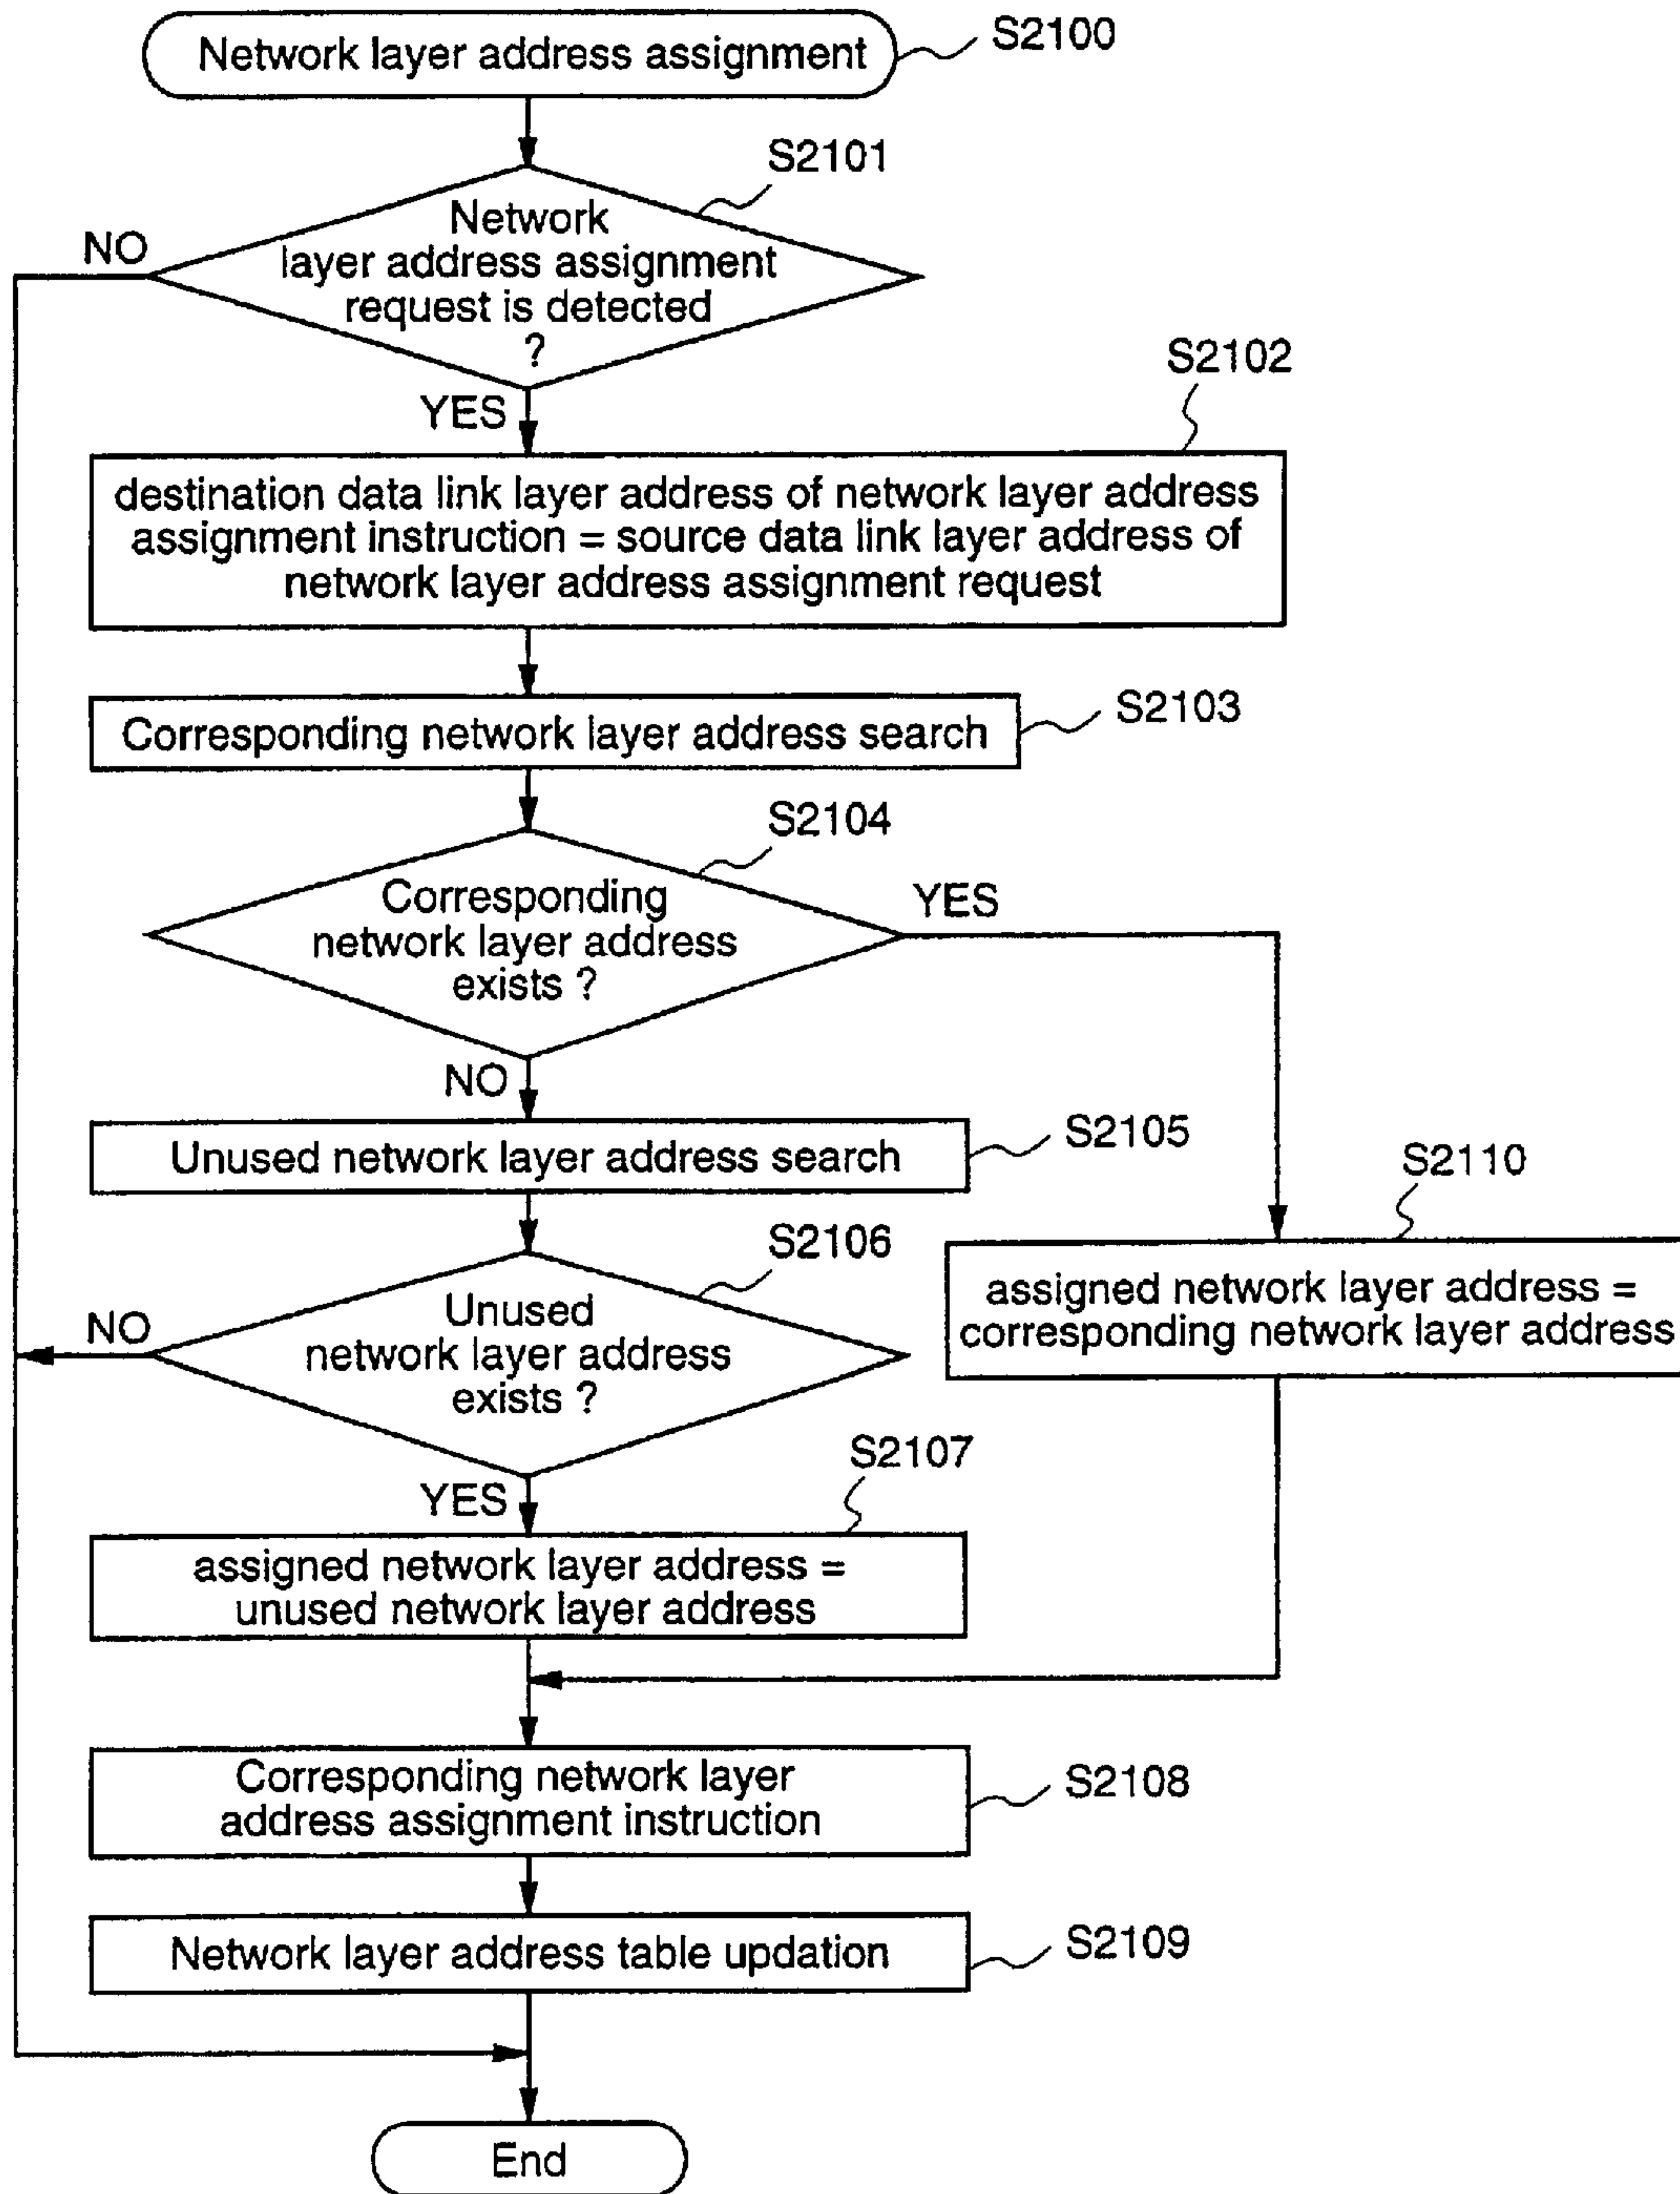 Network layer address assignment
S2100
S2101
Network
layer address assignment
request is detected
?
NO
YES
S2102
destination data link layer address of network layer address
assignment instruction = source data link layer address of
network layer address assignment request
Corresponding network layer address search
S2103
S2104
Corresponding
network layer address
exists ?
YES
NO
Unused network layer address search
S2105
S2110
assigned network layer address =
corresponding network layer address
S2106
Unused
network layer address
exists ?
NO
YES
S2107
assigned network layer address =
unused network layer address
Corresponding network layer
address assignment instruction
S2108
Network layer address table updation
S2109
End